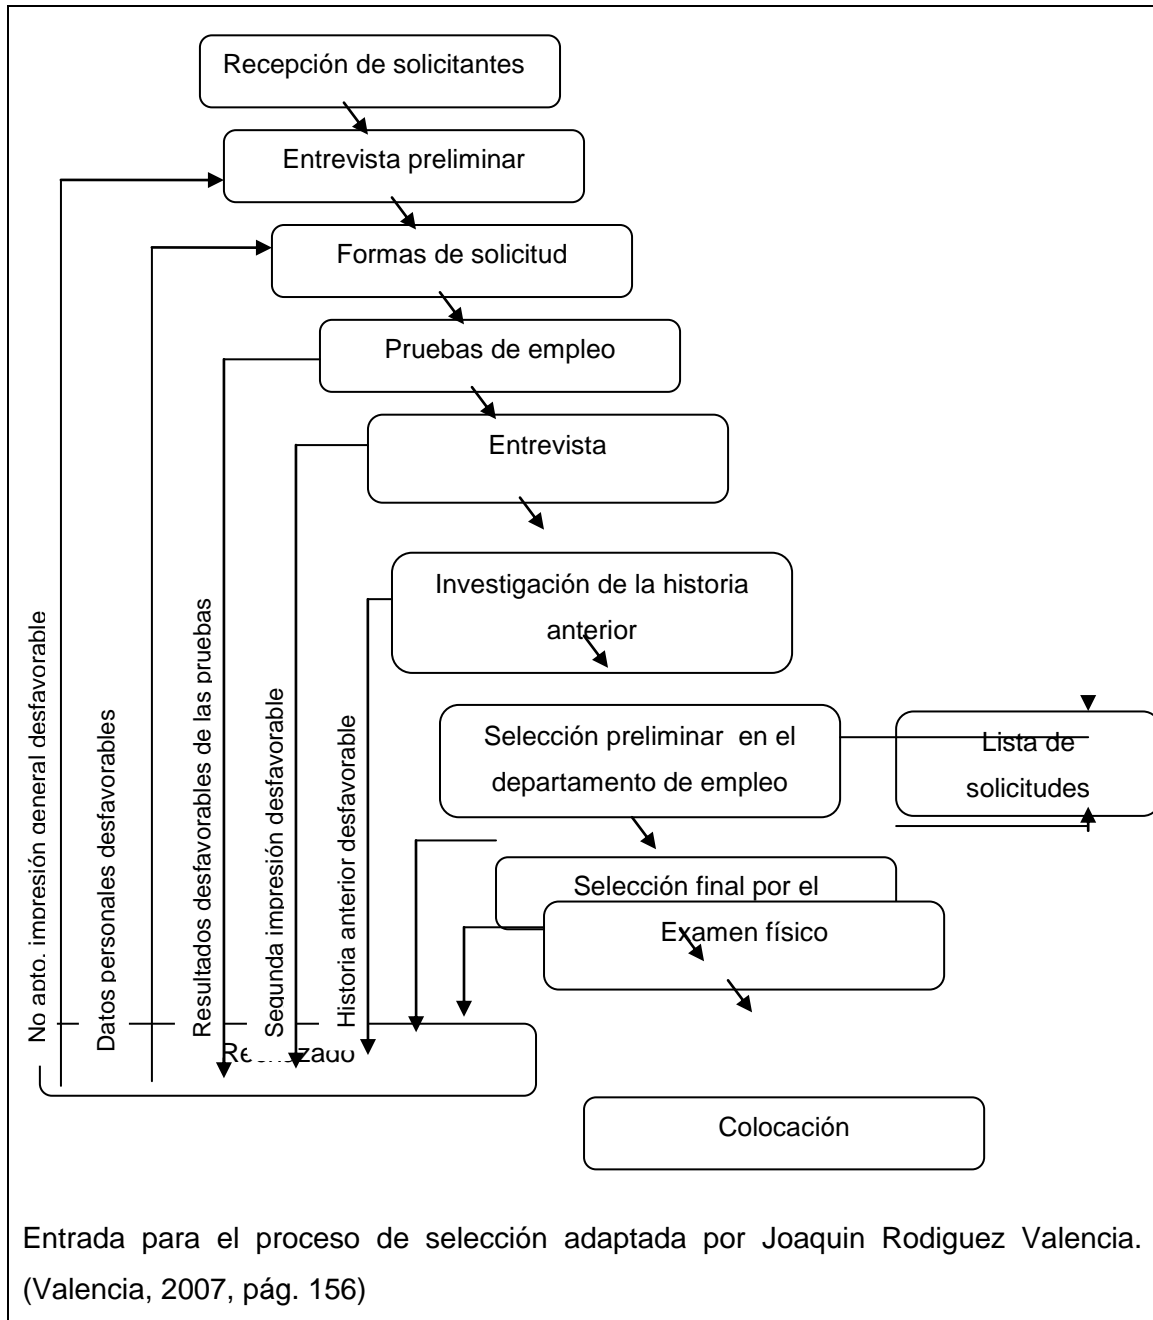 Recepción de solicitantes
Entrevista preliminar
Formas de solicitud
Pruebas de empleo
Entrevista
Investigación de la historia
anterior
Selección preliminar en el
departamento de empleo
Lista de
solicitudes
Selección final por el
Examen físico
No apto. impresión general desfavorable
Datos personales desfavorables
Resultados desfavorables de las pruebas
Segunda impresión desfavorable
Historia anterior desfavorable
Rechazado
Colocación
Entrada para el proceso de selección adaptada por Joaquin Rodiguez Valencia.
(Valencia, 2007, pág. 156)